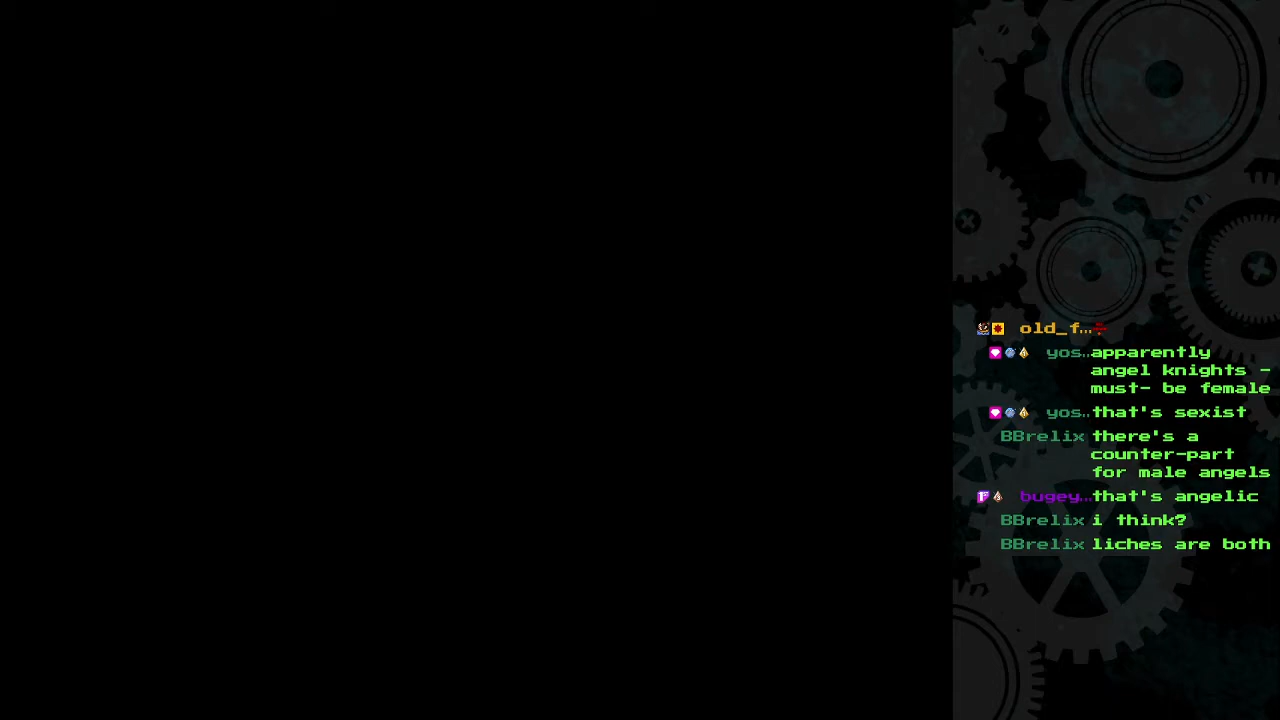 old_f...
yos..apparently
angel knights -
must- be female
yos..that's sexist
BBrelix there's a
counter-part
for male angels
bugey...that's angelic
BBrelix i think?
BBrelix liches are both